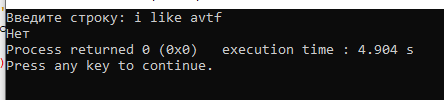 Введите строку: i like avtf
Нет
Process returned 0 (0x0)   execution time : 4.904 s
Press any key to continue.